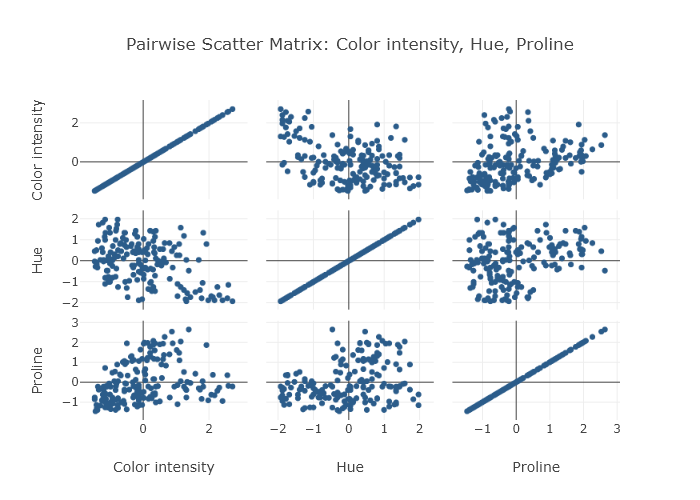 Pairwise Scatter Matrix: Color intensity, Hue, Proline
Color intensity
2
0
Hue
2
1
0
−1
−2
Proline
3
2
1
0
−1
0 2
−2 −1 0 1 2
−1 0 1 2 3
Color intensity Hue Proline